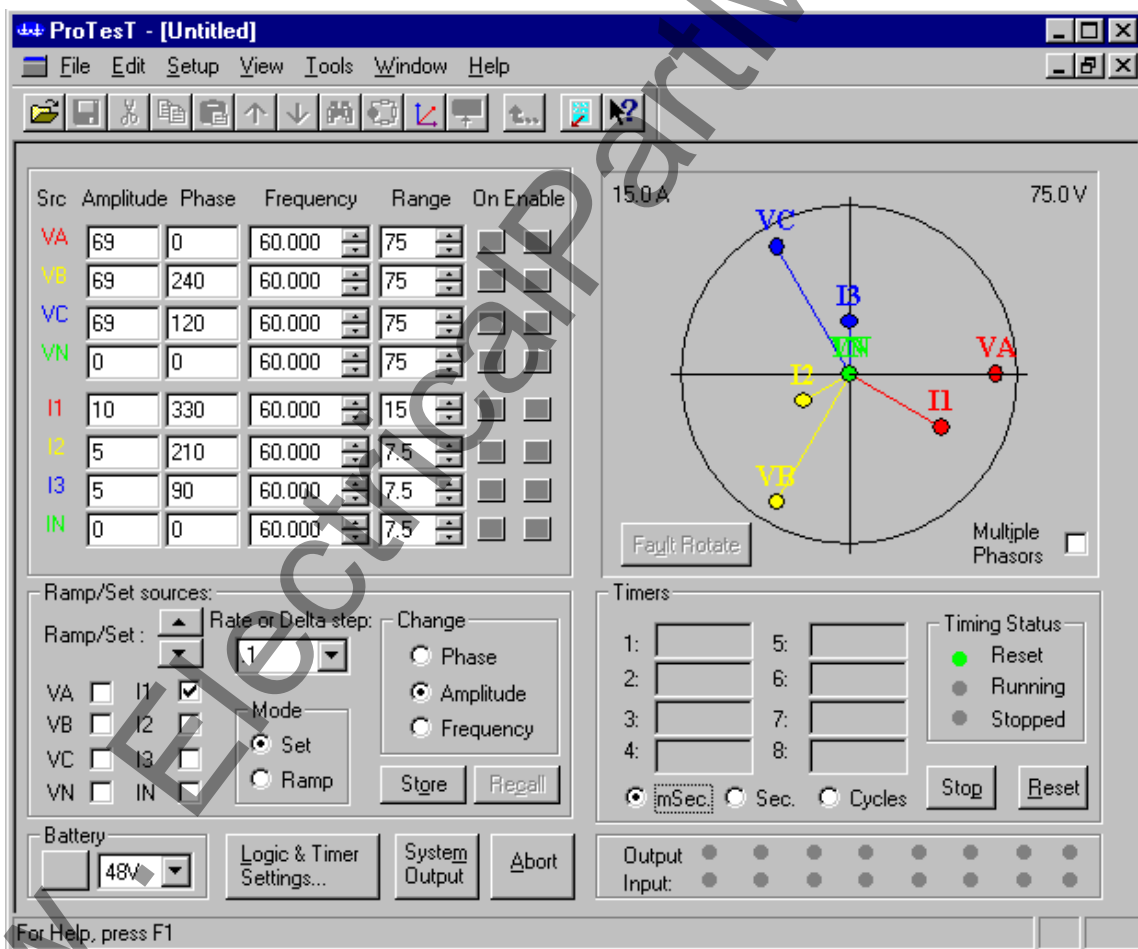 ProTesT - [Untitled]
File Edit Setup View Tools Window Help
Src Amplitude Phase Frequency Range On Enable
VA 69 0 60.000 75
VB 69 240 60.000 75
VC 69 120 60.000 75
VN 0 0 60.000 75
I1 10 330 60.000 15
I2 5 210 60.000 7.5
I3 5 90 60.000 7.5
IN 0 0 60.000 7.5
15.0 A 75.0 V
VC
I3
VN
VA
I2
I1
VB
Fault Rotate
Multiple Phasors
Ramp/Set sources:
Ramp/Set :
Rate or Delta step:
.1
VA I1
VB I2
VC I3
VN IN
Mode
Set
Ramp
Change
Phase
Amplitude
Frequency
Store Recall
Timers
1: 5:
2: 6:
3: 7:
4: 8:
mSec. Sec. Cycles
Timing Status
Reset
Running
Stopped
Stop Reset
Battery
48V
Logic & Timer
Settings...
System
Output
Abort
Output
Input:
For Help, press F1
www.ElectricalPartM